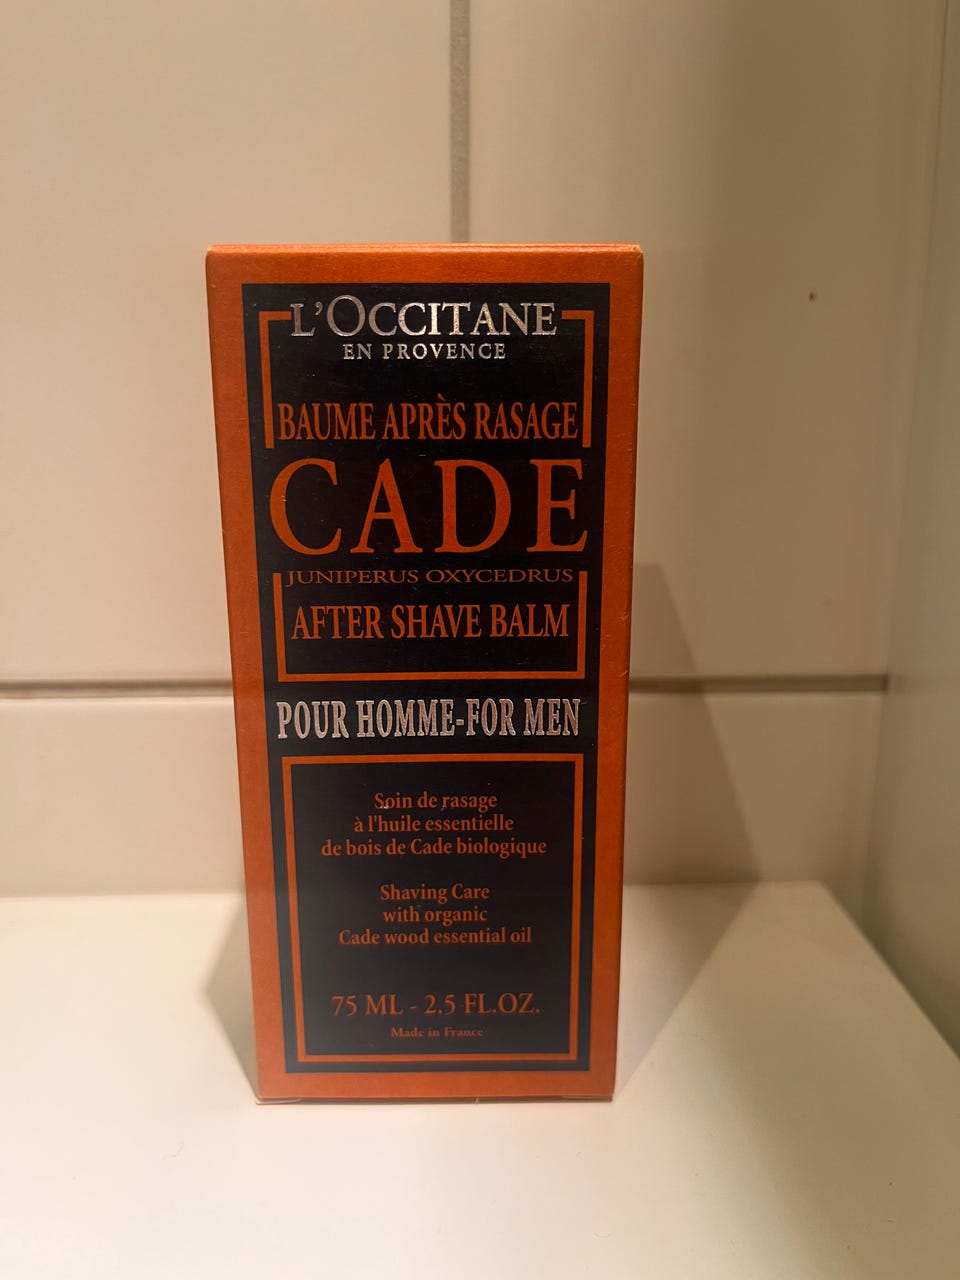 L'OCCITANE
EN PROVENCE
BAUME APRÈS RASAGE
CADE
JUNIPERUS OXYCEDRUS
AFTER SHAVE BALM
POUR HOMME-FOR MEN
Soin de rasage
à l'huile essentielle
de bois de Cade biologique
Shaving Care
with organic
Cade wood essential oil
75 ML - 2.5 FL.OZ.
Made in France